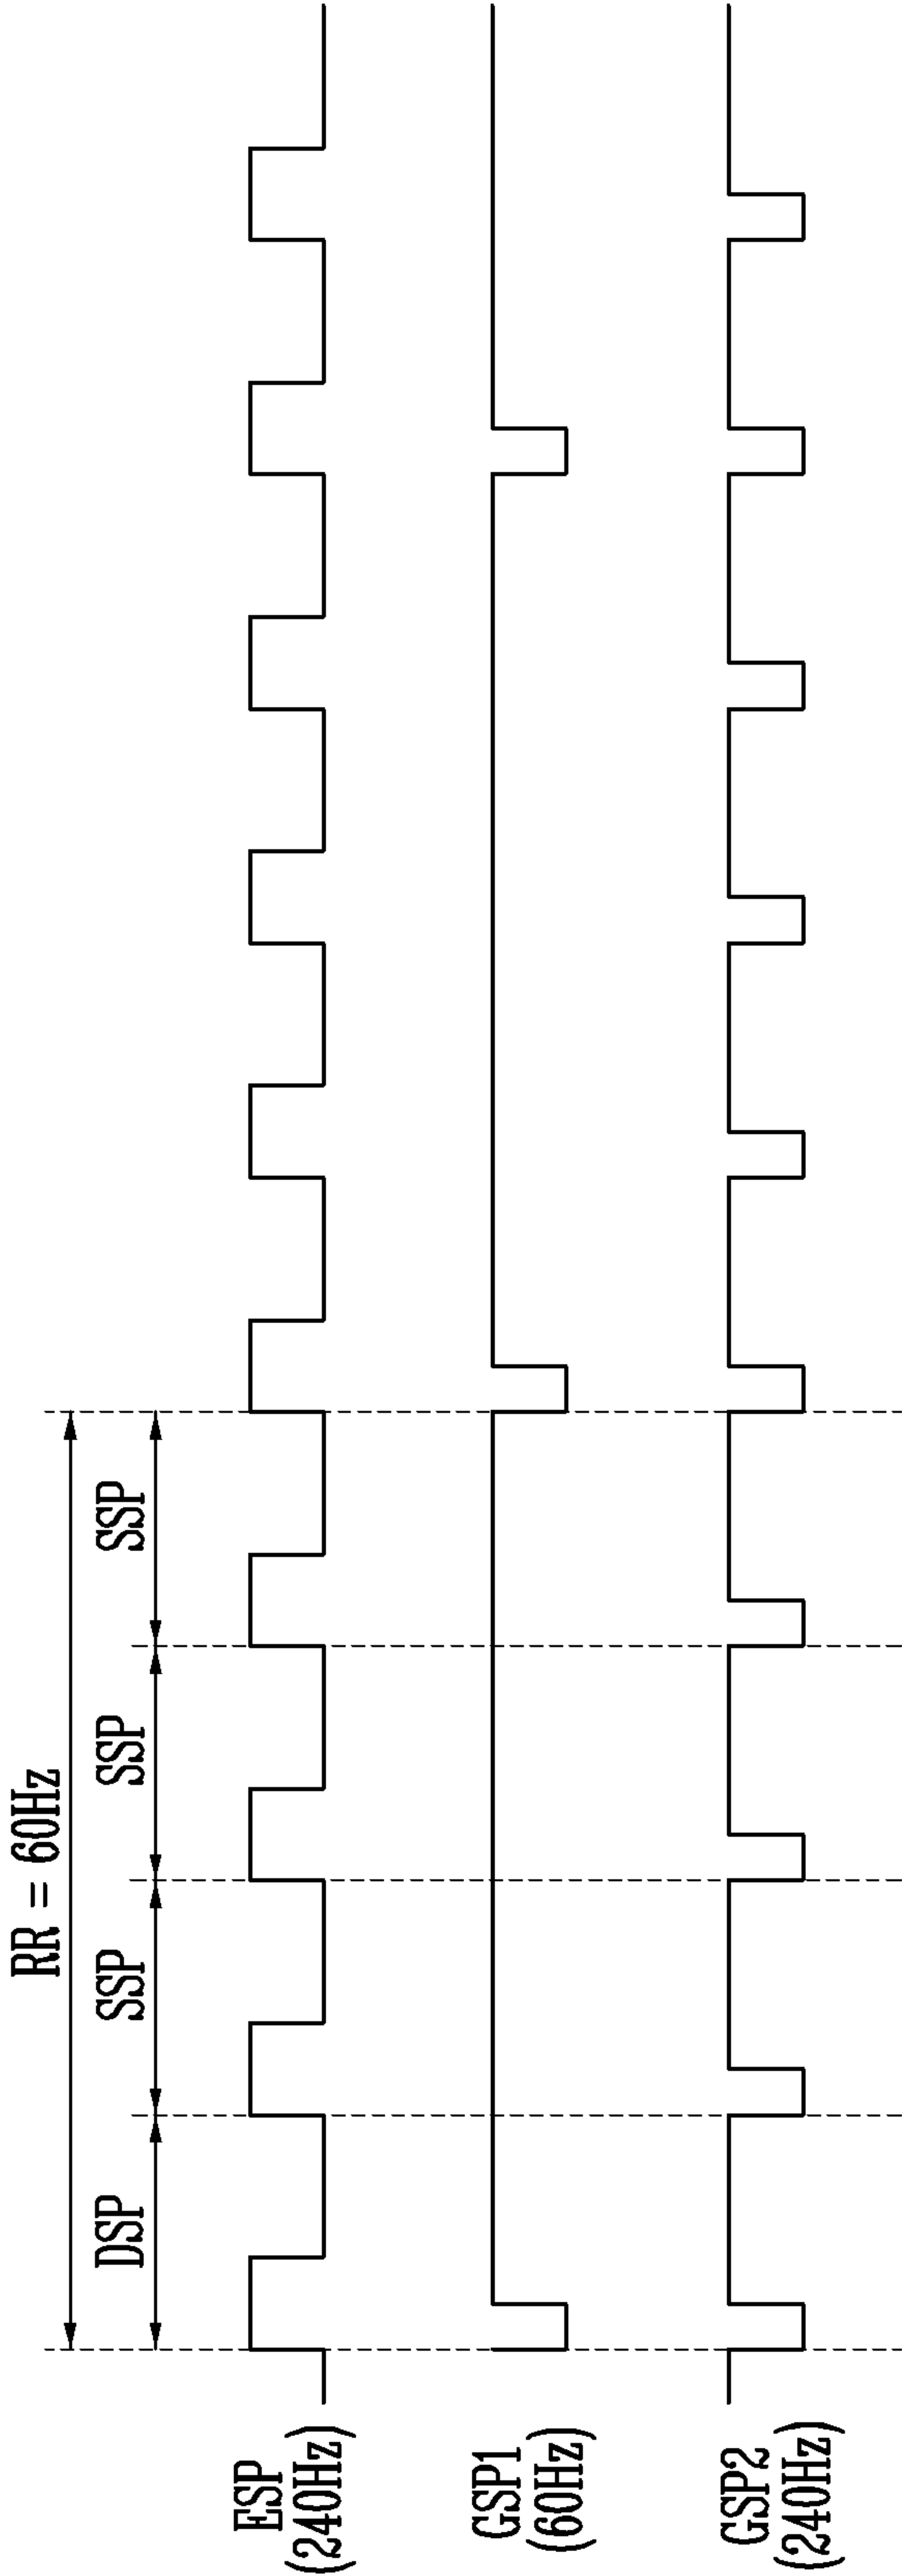 RR = 60Hz
DSP
SSP
SSP
SSP
ESP
(240Hz)
GSP1
(60Hz)
GSP2
(240Hz)